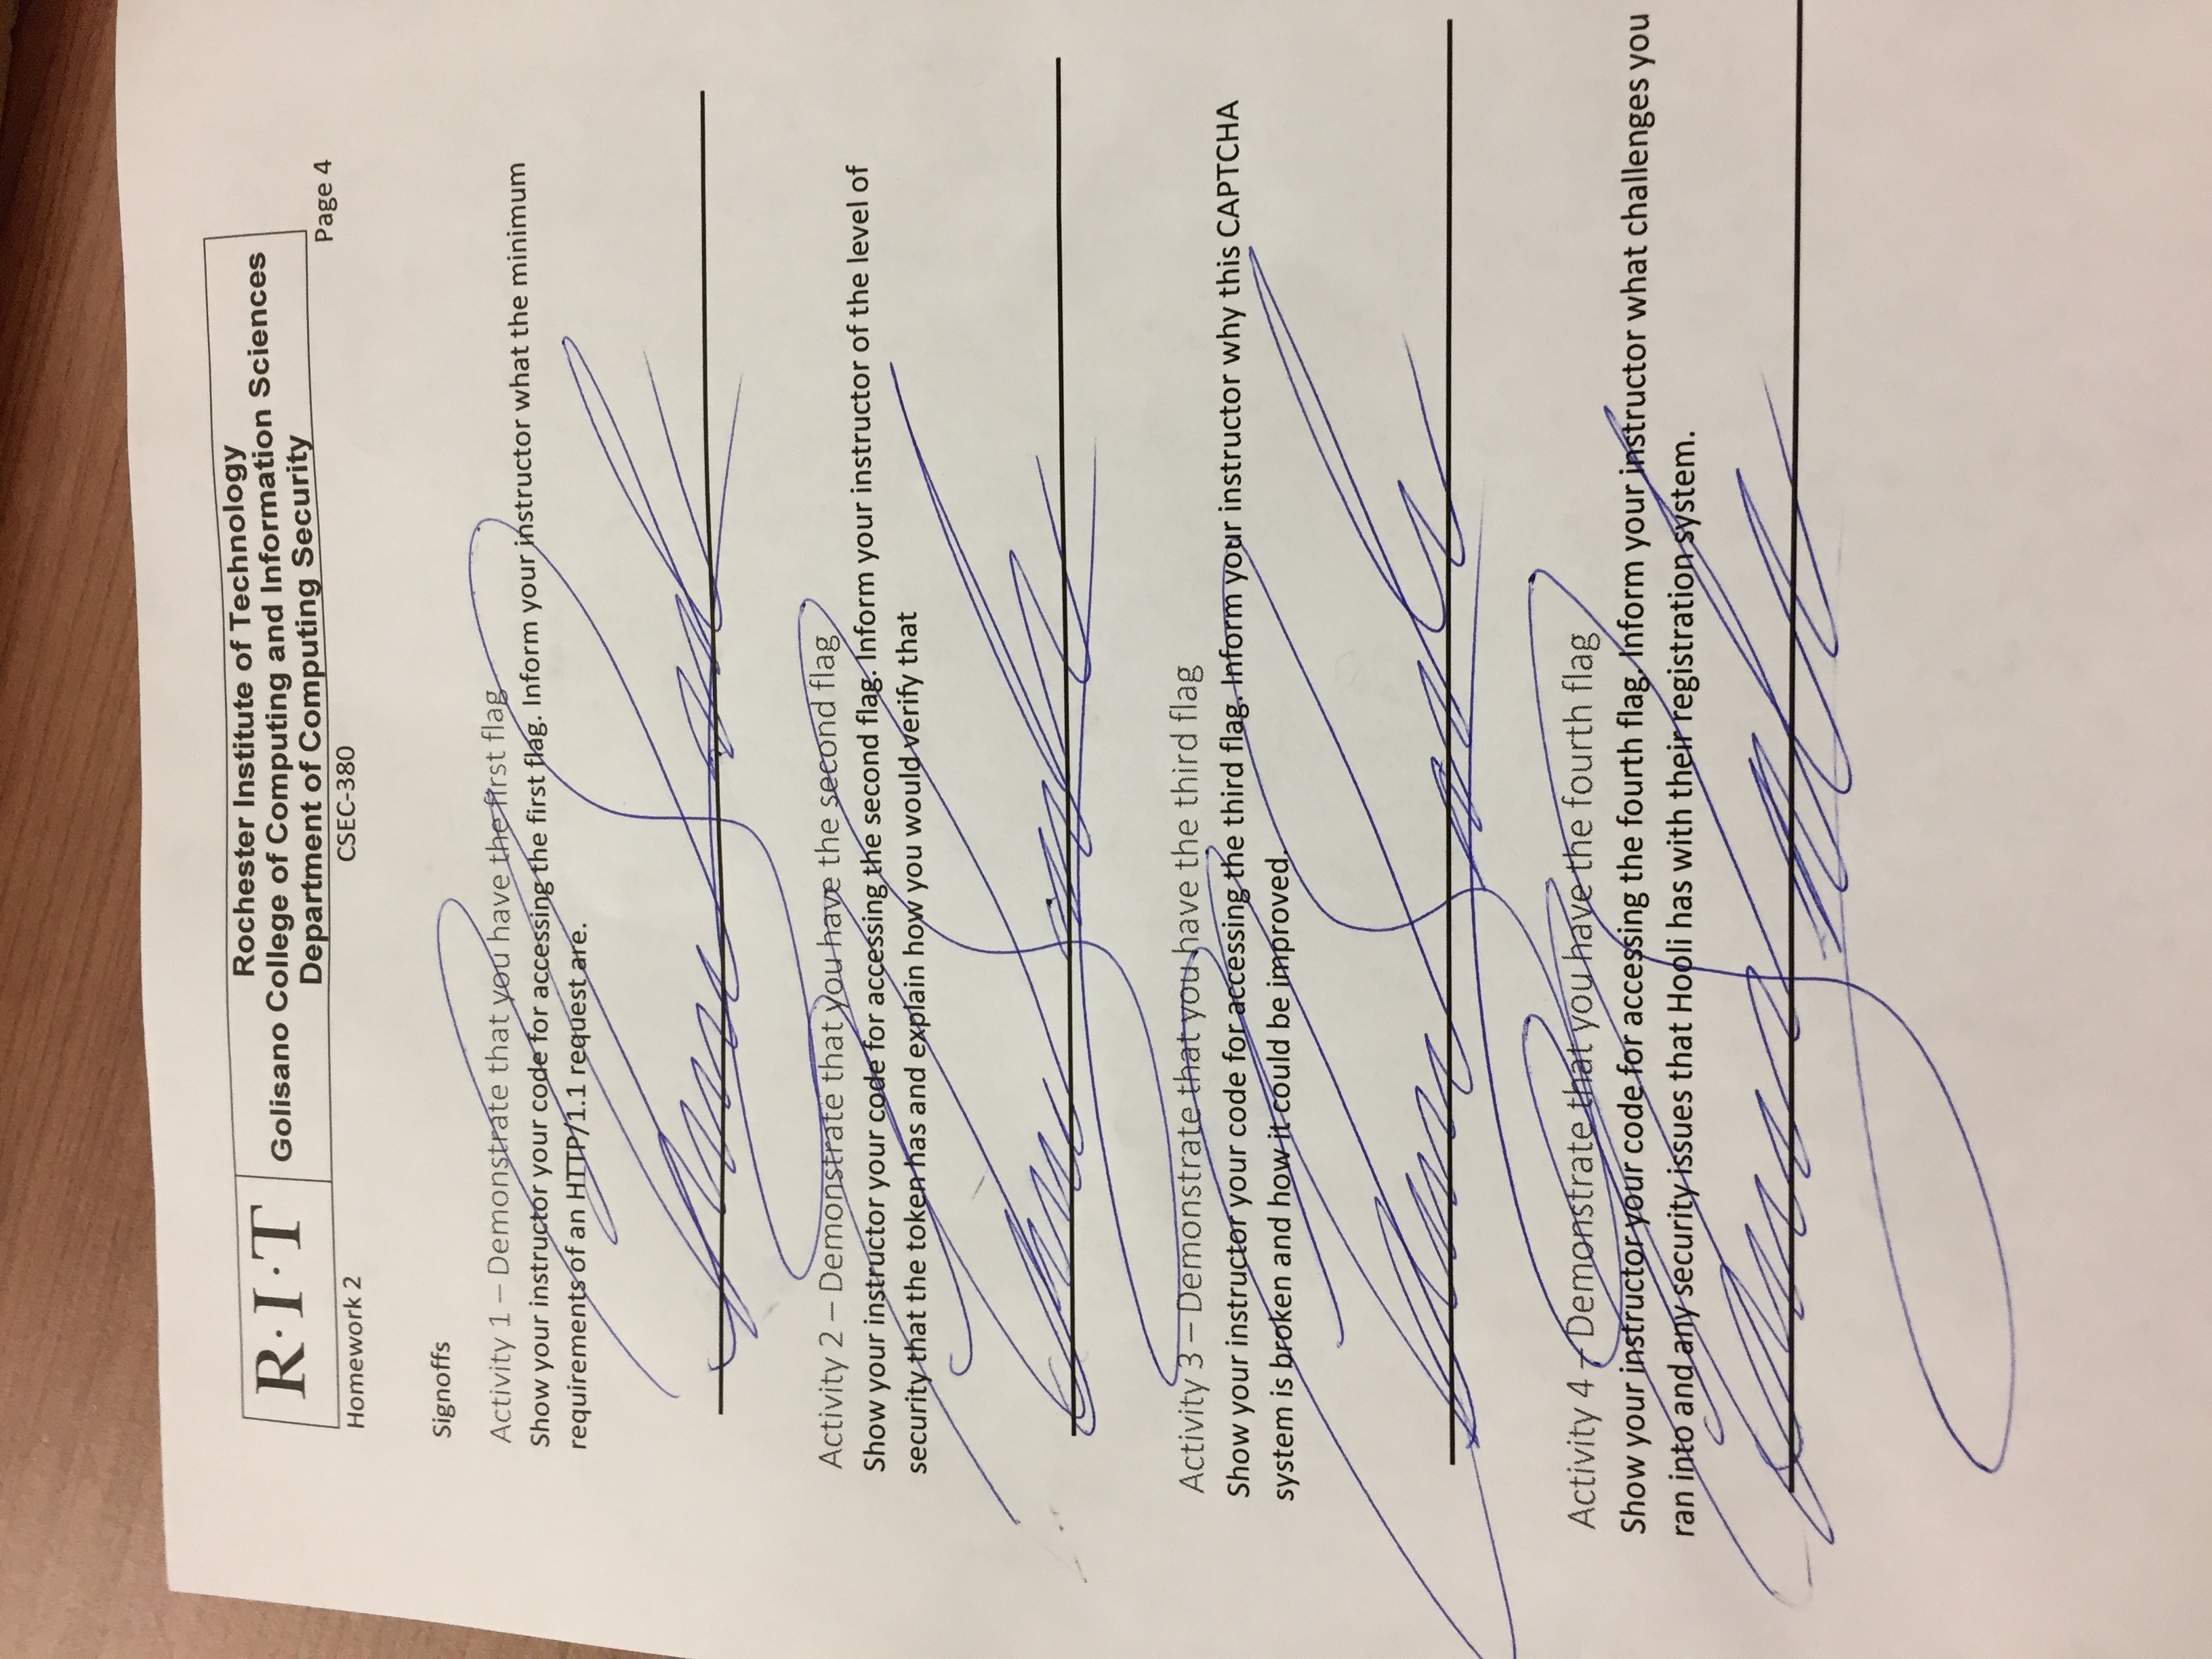 R·I·T
Rochester Institute of Technology
Golisano College of Computing and Information Sciences
Department of Computing Security
Homework 2
CSEC-380
Page 4
Signoffs
Activity 1 – Demonstrate that you have the first flag
Show your instructor your code for accessing the first flag. Inform your instructor what the minimum
requirements of an HTTP/1.1 request are.
Activity 2 – Demonstrate that you have the second flag
Show your instructor your code for accessing the second flag. Inform your instructor of the level of
security that the token has and explain how you would verify that
Activity 3 – Demonstrate that you have the third flag
Show your instructor your code for accessing the third flag. Inform your instructor why this CAPTCHA
system is broken and how it could be improved.
Activity 4 – Demonstrate that you have the fourth flag
Show your instructor your code for accessing the fourth flag. Inform your instructor what challenges you
ran into and any security issues that Hooli has with their registration system.